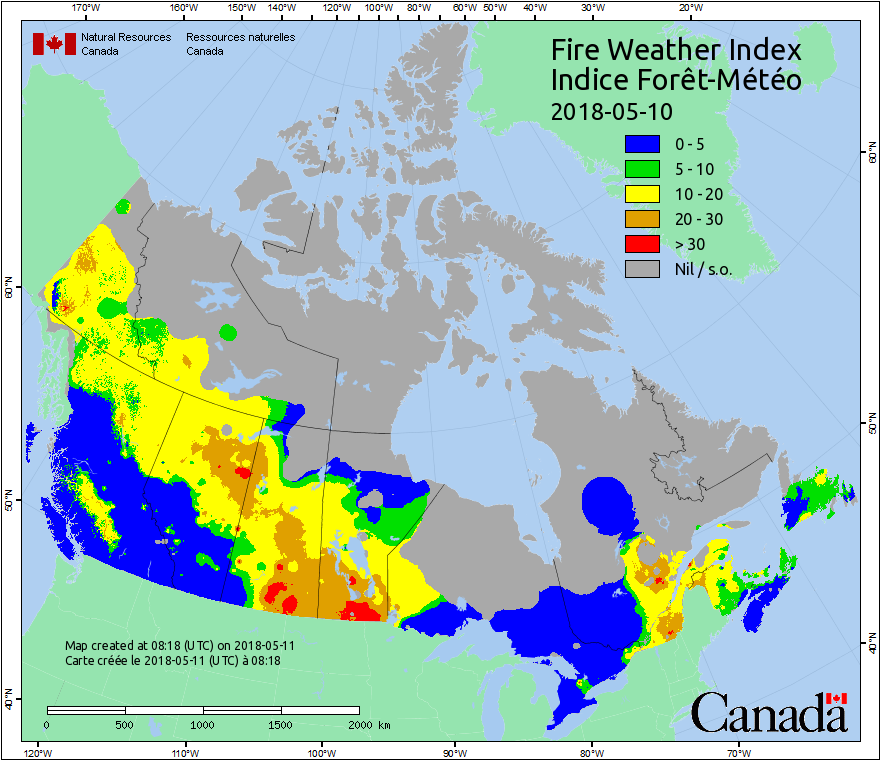 170°W 160°W 150°W 140°W 130°W 120°W 110°W 100°W 90°W 80°W 70°W 60°W 50°W 40°W 30°W 20°W
Natural Resources Canada
Ressources naturelles Canada
Fire Weather Index
Indice Forêt-Météo
2018-05-10
0 - 5
5 - 10
10 - 20
20 - 30
> 30
Nil / s.o.
60°N
60°N
50°N
50°N
40°N
40°N
Map created at 08:18 (UTC) on 2018-05-11
Carte créée le 2018-05-11 (UTC) à 08:18
0 500 1000 1500 2000 km
Canada
120°W 110°W 100°W 90°W 80°W 70°W